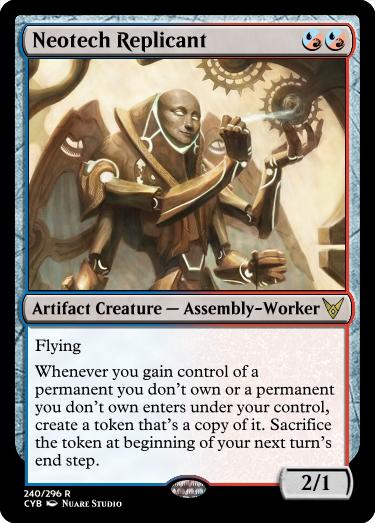 Neotech Replicant
Artifact Creature — Assembly-Worker
Flying
Whenever you gain control of a
permanent you don't own or a permanent
you don't own enters under your control,
create a token that's a copy of it. Sacrifice
the token at beginning of your next turn's
end step.
2/1
240/296 R
CYB Nuare Studio